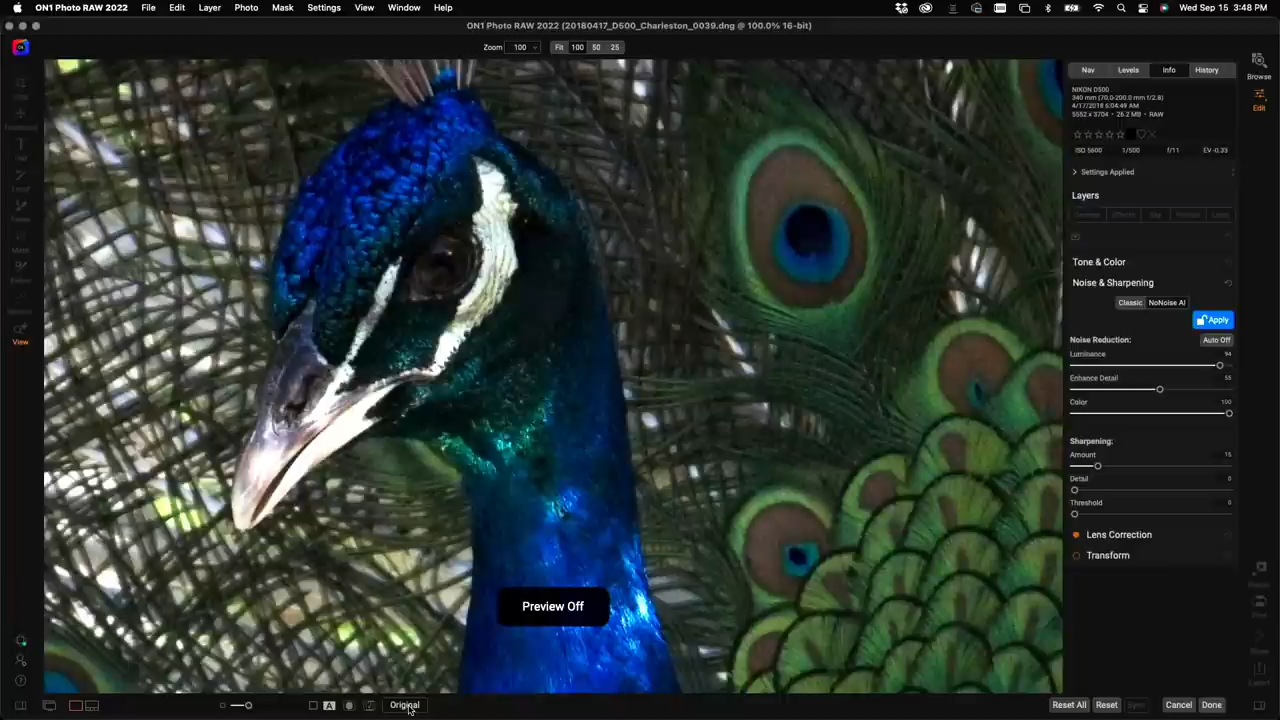 ON1 Photo RAW 2022 File Edit Layer Photo Mask Settings View Window Help Wed Sep 15 3:48 PM
ON1 Photo RAW 2022 (20180417_D500_Charleston_0039.dng @ 100.0% 16-bit)
Zoom 100 Fit 100 50 25
Nav Levels Info History
Browse
Edit
NIKON D500
340 mm (70.0-200.0 mm f/2.8)
4/17/2018 6:04:49 AM
5552 x 3704 • 26.2 MB • RAW
ISO 5600 1/500 f/11 EV -0.33
Settings Applied
Layers
Tone & Color
Noise & Sharpening
Classic NoNoise AI
Apply
Noise Reduction: Auto Off
Luminance 94
Enhance Detail 55
Color 100
Sharpening:
Amount 15
Detail 0
Threshold 0
Lens Correction
Transform
View
Preview Off
A Original Reset All Reset Sync Cancel Done